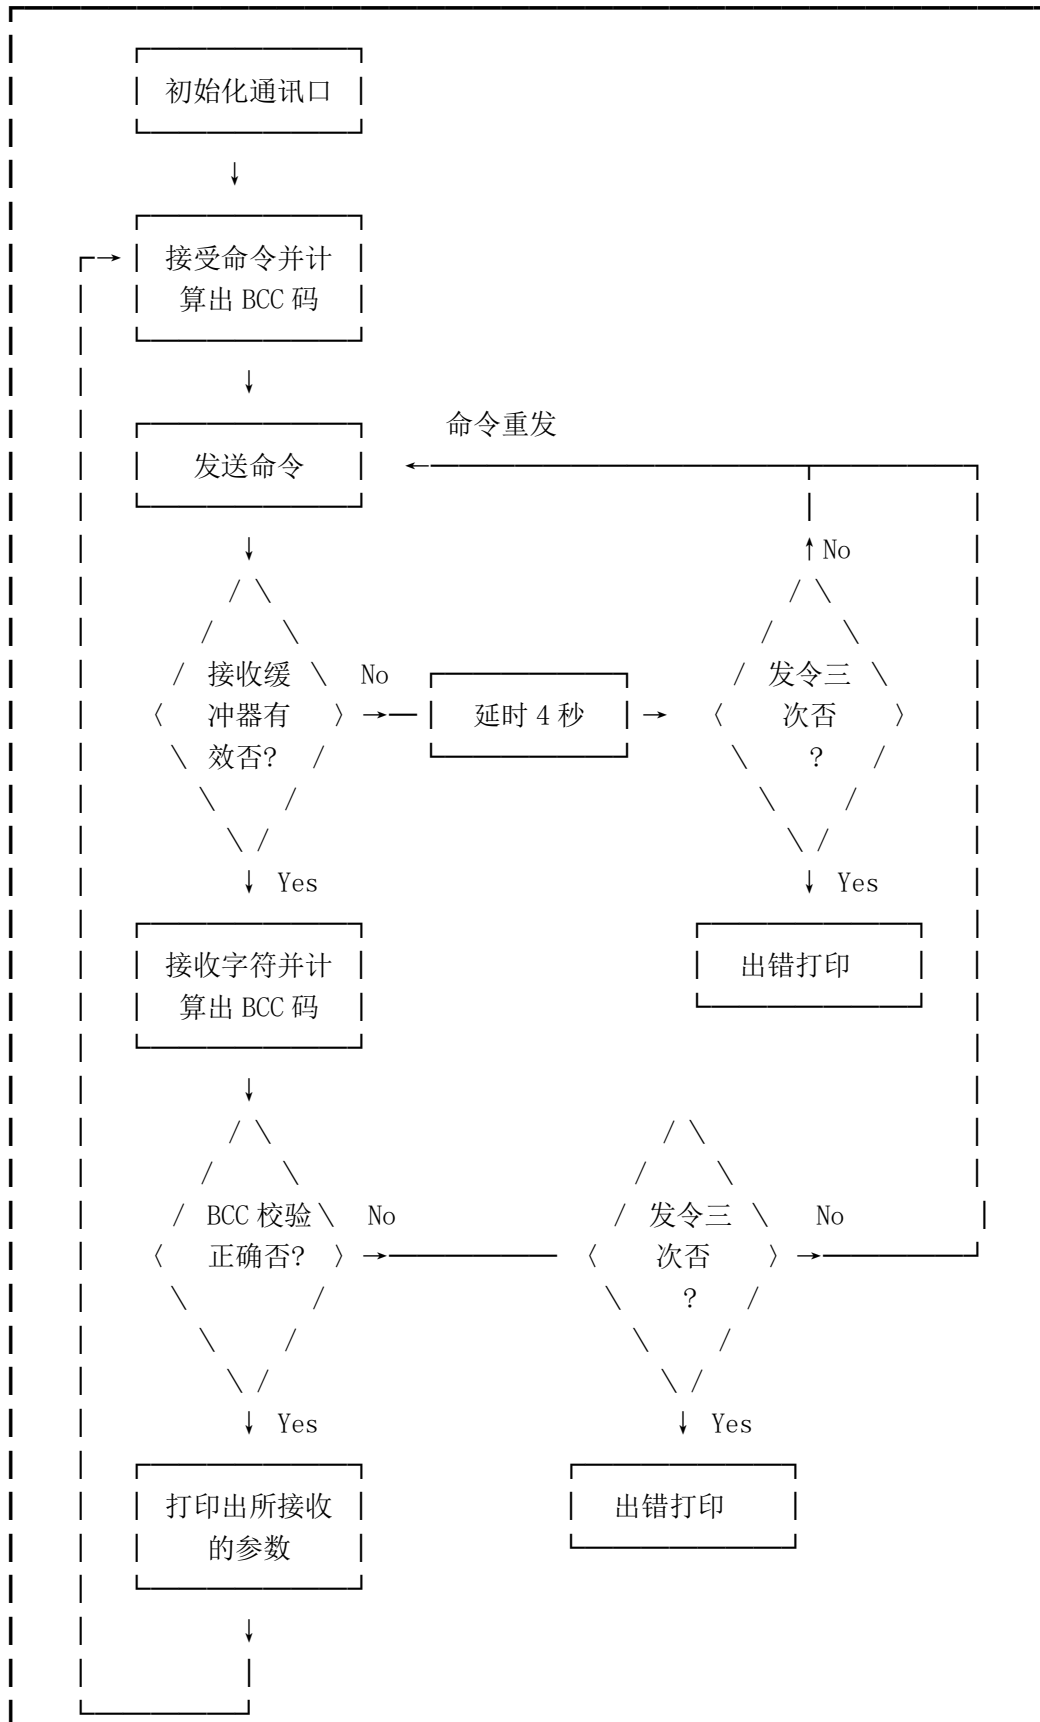 初始化通讯口
接受命令并计
算出 BCC 码
命令重发
发送命令
No
接收缓
冲器有
效否?
No
延时 4 秒
发令三
次否
?
Yes
Yes
接收字符并计
算出 BCC 码
出错打印
BCC 校验
正确否?
No
发令三
次否
?
No
Yes
Yes
打印出所接收
的参数
出错打印